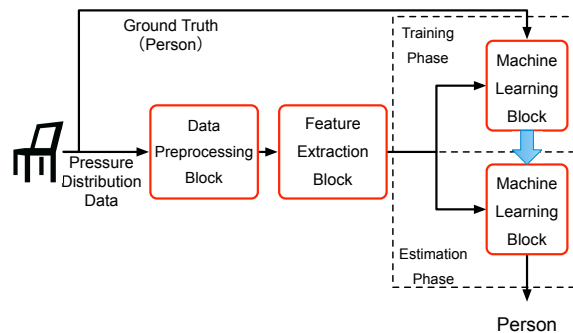 Ground Truth
(Person)
Training
Phase
Machine
Learning
Block
Data
Preprocessing
Block
Feature
Extraction
Block
Pressure
Distribution
Data
Machine
Learning
Block
Estimation
Phase
Person